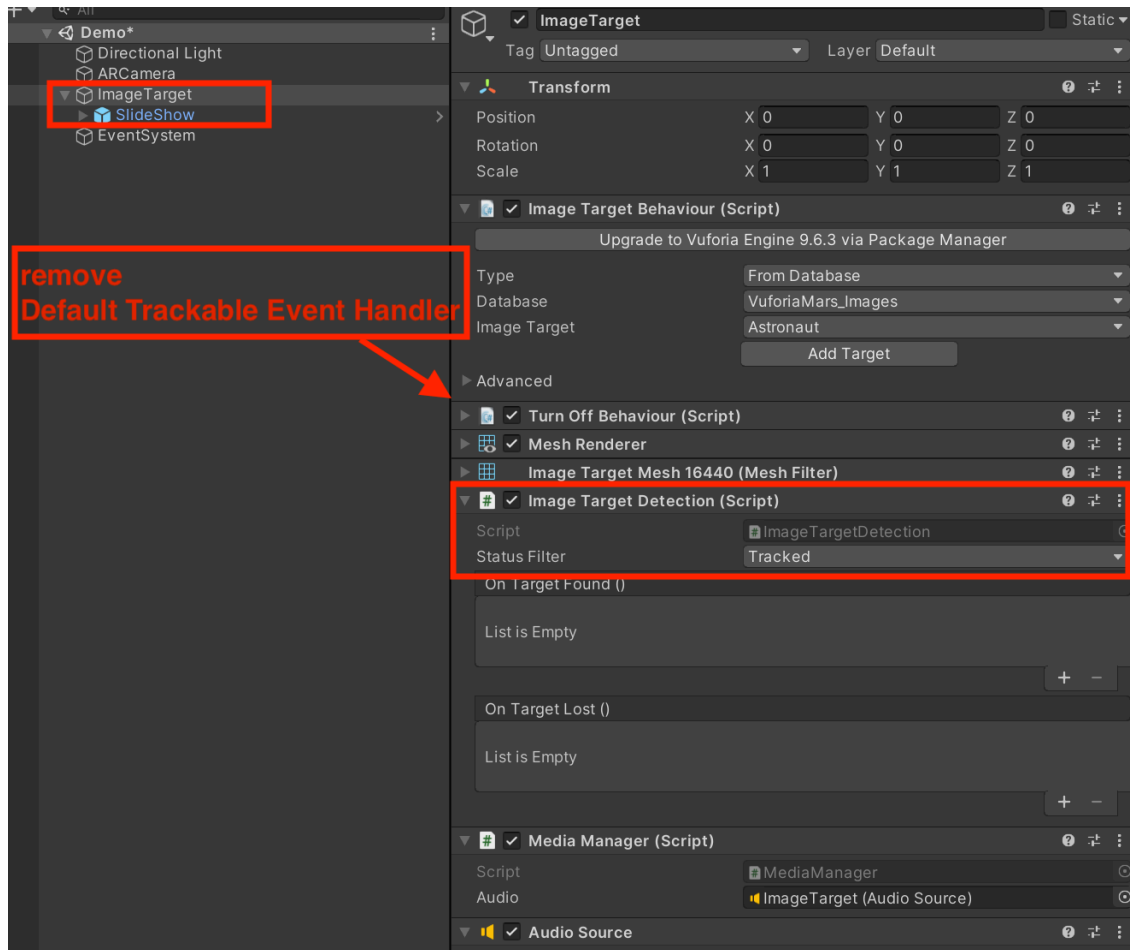 All
Demo*
Directional Light
ARCamera
ImageTarget
SlideShow
EventSystem
remove
Default Trackable Event Handler
ImageTarget Static
Tag Untagged Layer Default
Transform
Position X 0 Y 0 Z 0
Rotation X 0 Y 0 Z 0
Scale X 1 Y 1 Z 1
Image Target Behaviour (Script)
Upgrade to Vuforia Engine 9.6.3 via Package Manager
Type From Database
Database VuforiaMars_Images
Image Target Astronaut
Add Target
Advanced
Turn Off Behaviour (Script)
Mesh Renderer
Image Target Mesh 16440 (Mesh Filter)
# Image Target Detection (Script)
Script # ImageTargetDetection
Status Filter Tracked
On Target Found ()
List is Empty
+ −
On Target Lost ()
List is Empty
+ −
# Media Manager (Script)
Script # MediaManager
Audio ImageTarget (Audio Source)
Audio Source